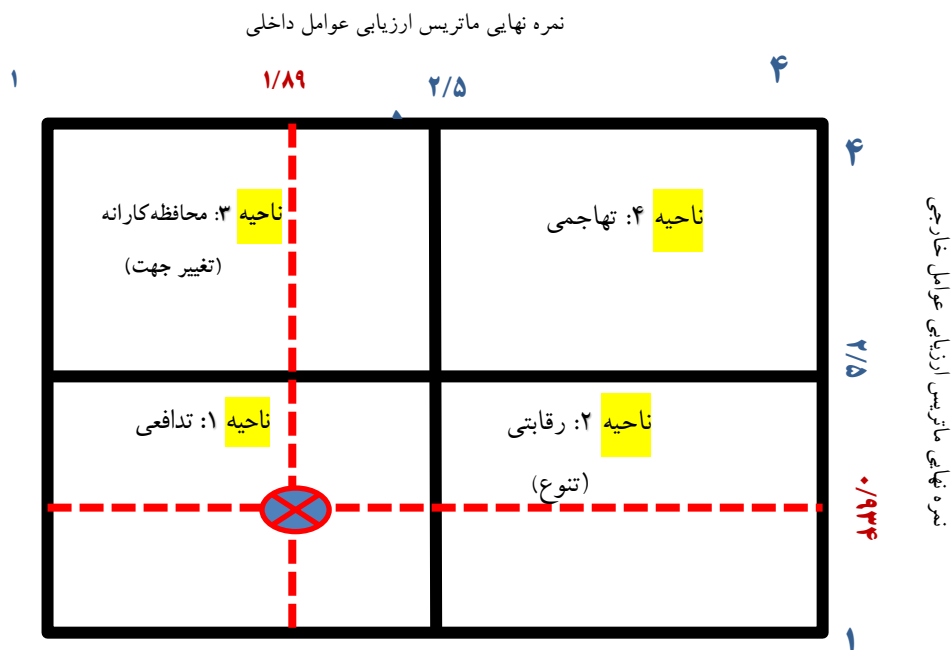 نمره نهایی ماتریس ارزیابی عوامل داخلی
۴
۲/۵
۱/۸۹
۱
۴
ناحیه ۴: تهاجمی
ناحیه ۳: محافظه‌کارانه
(تغییر جهت)
نمره نهایی ماتریس ارزیابی عوامل خارجی
۲/۵
ناحیه ۲: رقابتی
(تنوع)
ناحیه ۱: تدافعی
۰/۹۳۴
۱